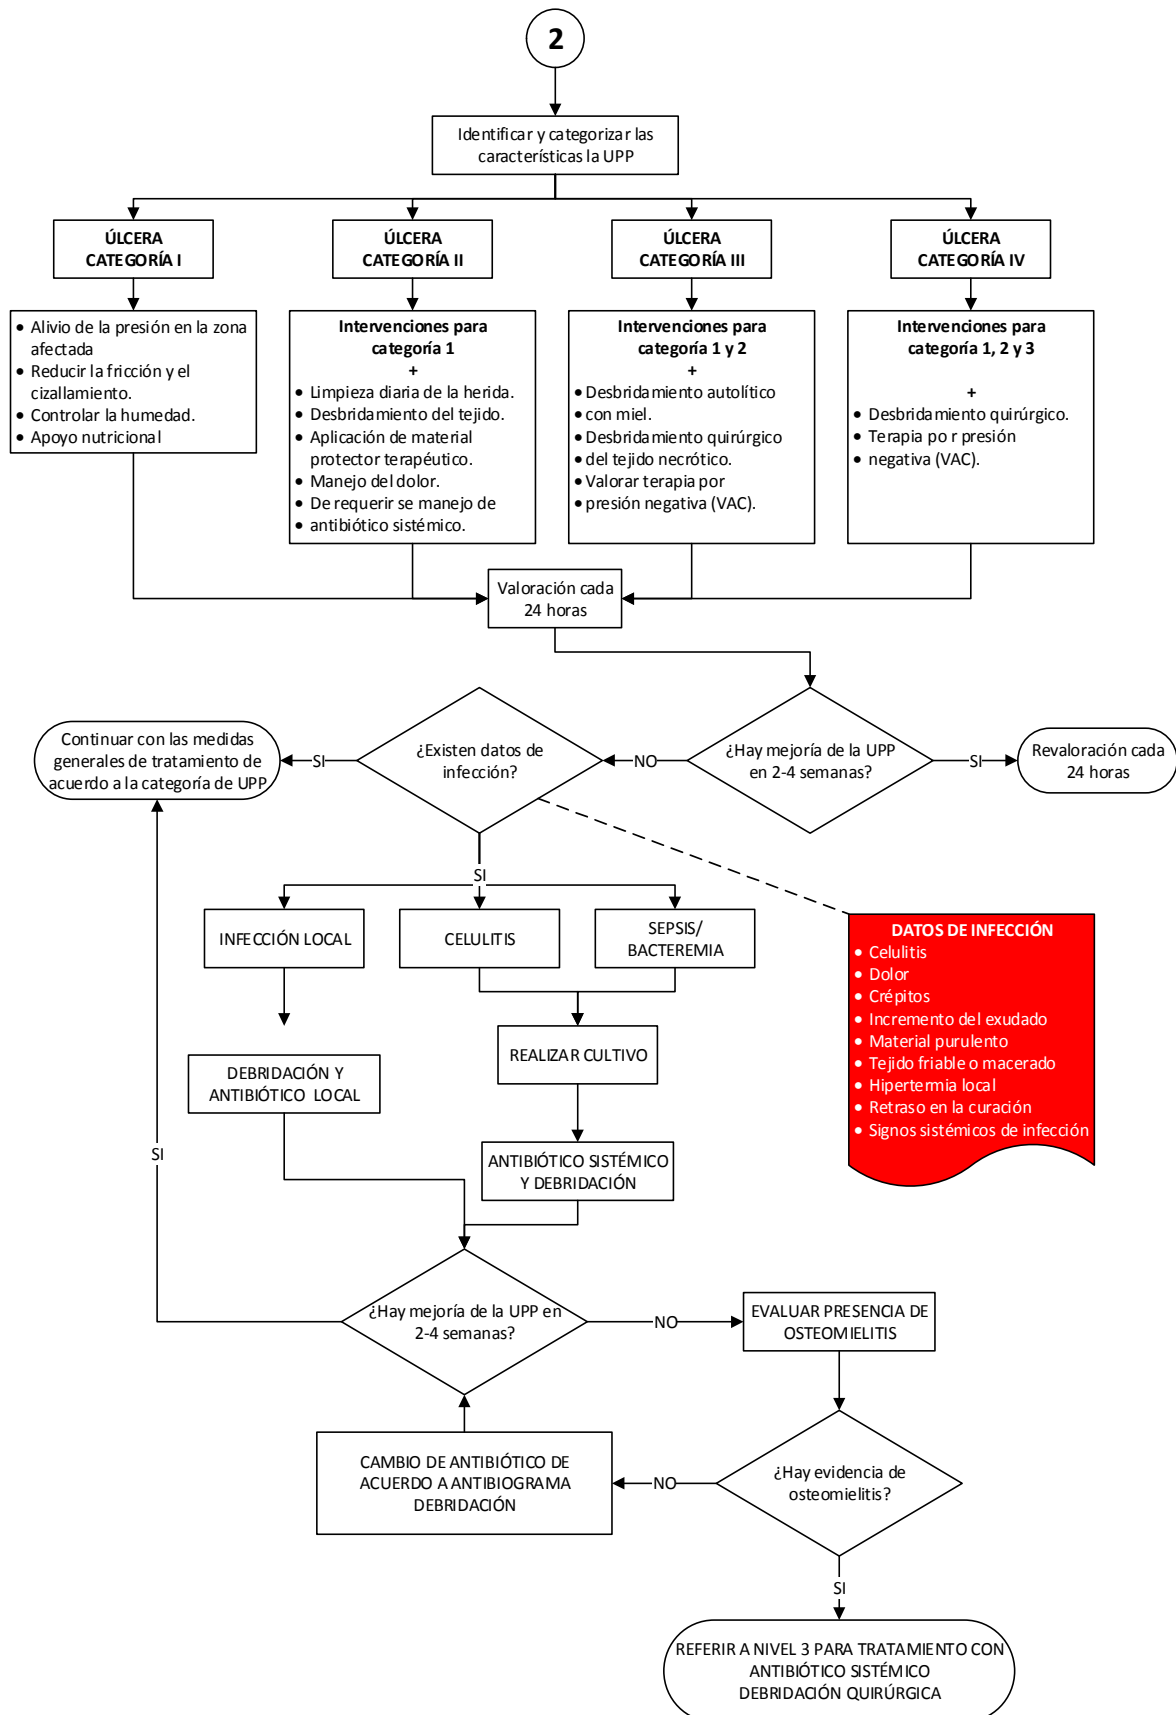 2
Identificar y categorizar las
características la UPP
ÚLCERA
CATEGORÍA I
ÚLCERA
CATEGORÍA II
ÚLCERA
CATEGORÍA III
ÚLCERA
CATEGORÍA IV
• Alivio de la presión en la zona
afectada
• Reducir la fricción y el
cizallamiento.
• Controlar la humedad.
• Apoyo nutricional
Intervenciones para
categoría 1
+
• Limpieza diaria de la herida.
• Desbridamiento del tejido.
• Aplicación de material
protector terapéutico.
• Manejo del dolor.
• De requerir se manejo de
• antibiótico sistémico.
Intervenciones para
categoría 1 y 2
+
• Desbridamiento autolítico
• con miel.
• Desbridamiento quirúrgico
• del tejido necrótico.
• Valorar terapia por
• presión negativa (VAC).
Intervenciones para
categoría 1, 2 y 3
+
• Desbridamiento quirúrgico.
• Terapia po r presión
• negativa (VAC).
Valoración cada
24 horas
Continuar con las medidas
generales de tratamiento de
acuerdo a la categoría de UPP
SI
¿Existen datos de
infección?
NO
¿Hay mejoría de la UPP
en 2-4 semanas?
SI
Revaloración cada
24 horas
SI
INFECCIÓN LOCAL
CELULITIS
SEPSIS/
BACTEREMIA
DATOS DE INFECCIÓN
• Celulitis
• Dolor
• Crépitos
• Incremento del exudado
• Material purulento
• Tejido friable o macerado
• Hipertermia local
• Retraso en la curación
• Signos sistémicos de infección
REALIZAR CULTIVO
DEBRIDACIÓN Y
ANTIBIÓTICO LOCAL
SI
ANTIBIÓTICO SISTÉMICO
Y DEBRIDACIÓN
¿Hay mejoría de la UPP en
2-4 semanas?
NO
EVALUAR PRESENCIA DE
OSTEOMIELITIS
CAMBIO DE ANTIBIÓTICO DE
ACUERDO A ANTIBIOGRAMA
DEBRIDACIÓN
NO
¿Hay evidencia de
osteomielitis?
SI
REFERIR A NIVEL 3 PARA TRATAMIENTO CON
ANTIBIÓTICO SISTÉMICO
DEBRIDACIÓN QUIRÚRGICA